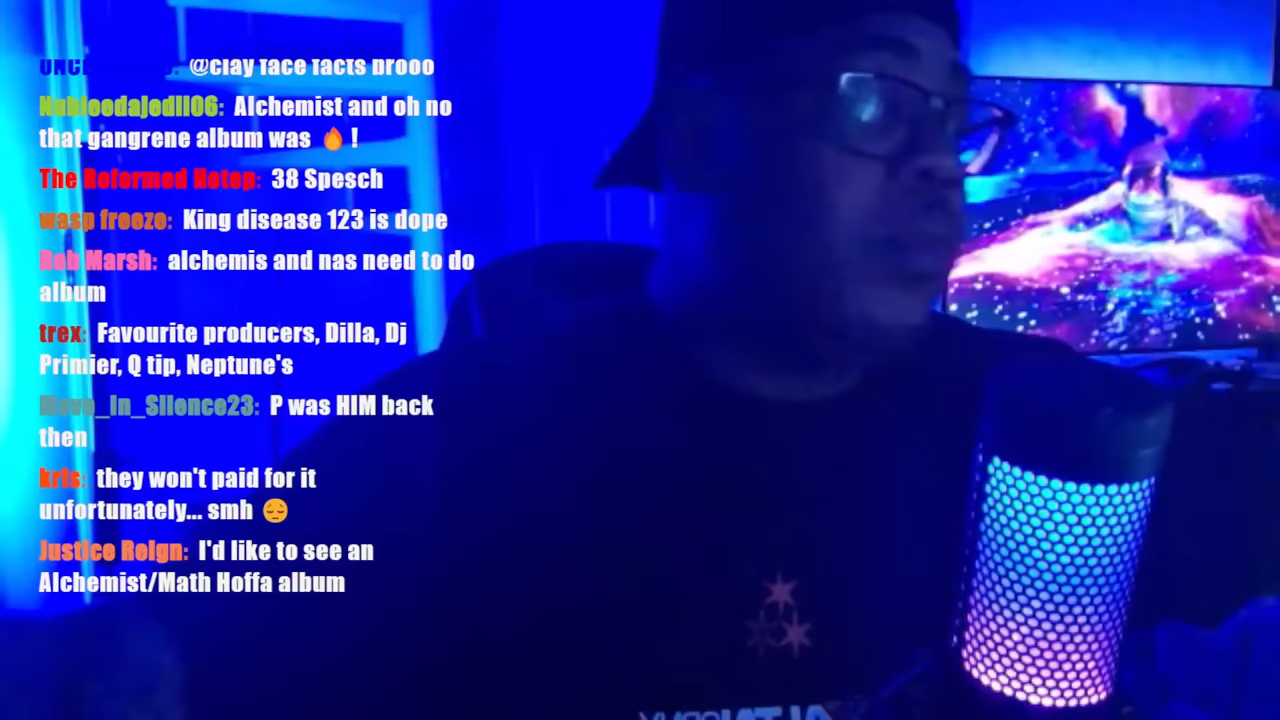 @clay face facts brooo
Alchemist and oh no
that gangrene album was 🔥 !
The Reformed Hotep: 38 Spesch
wasp freeze: King disease 123 is dope
Rob Marsh: alchemis and nas need to do
album
trex: Favourite producers, Dilla, Dj
Primier, Q tip, Neptune's
Move_In_Silence23: P was HIM back
then
kris: they won't paid for it
unfortunately... smh 😔
Justice Reign: I'd like to see an
Alchemist/Math Hoffa album